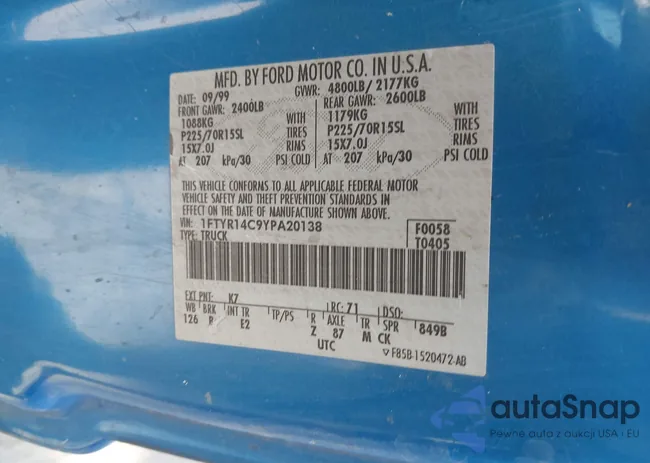 MFD. BY FORD MOTOR CO. IN U.S.A.
DATE: 09/99 GVWR: 4800LB/ 2177KG
FRONT GAWR: 2400LB REAR GAWR: 2600LB
1088KG WITH 1179KG WITH
P225/70R15SL TIRES P225/70R15SL TIRES
15X7.0J RIMS 15X7.0J RIMS
AT 207 kPa/30 PSI COLD AT 207 kPa/30 PSI COLD
THIS VEHICLE CONFORMS TO ALL APPLICABLE FEDERAL MOTOR
VEHICLE SAFETY AND THEFT PREVENTION STANDARDS IN
EFFECT ON THE DATE OF MANUFACTURE SHOWN ABOVE.
VIN: 1FTYR14C9YPA20138 F0058
TYPE: TRUCK T0405
EXT PNT: K7 RC: 71 DSO:
WB BRK INT TR TP/PS R AXLE TR SPR 849B
126 R E2 Z 87 M CK
UTC ▽ F85B-1520472-AB
autaSnap
Pewne auta z aukcji USA i EU